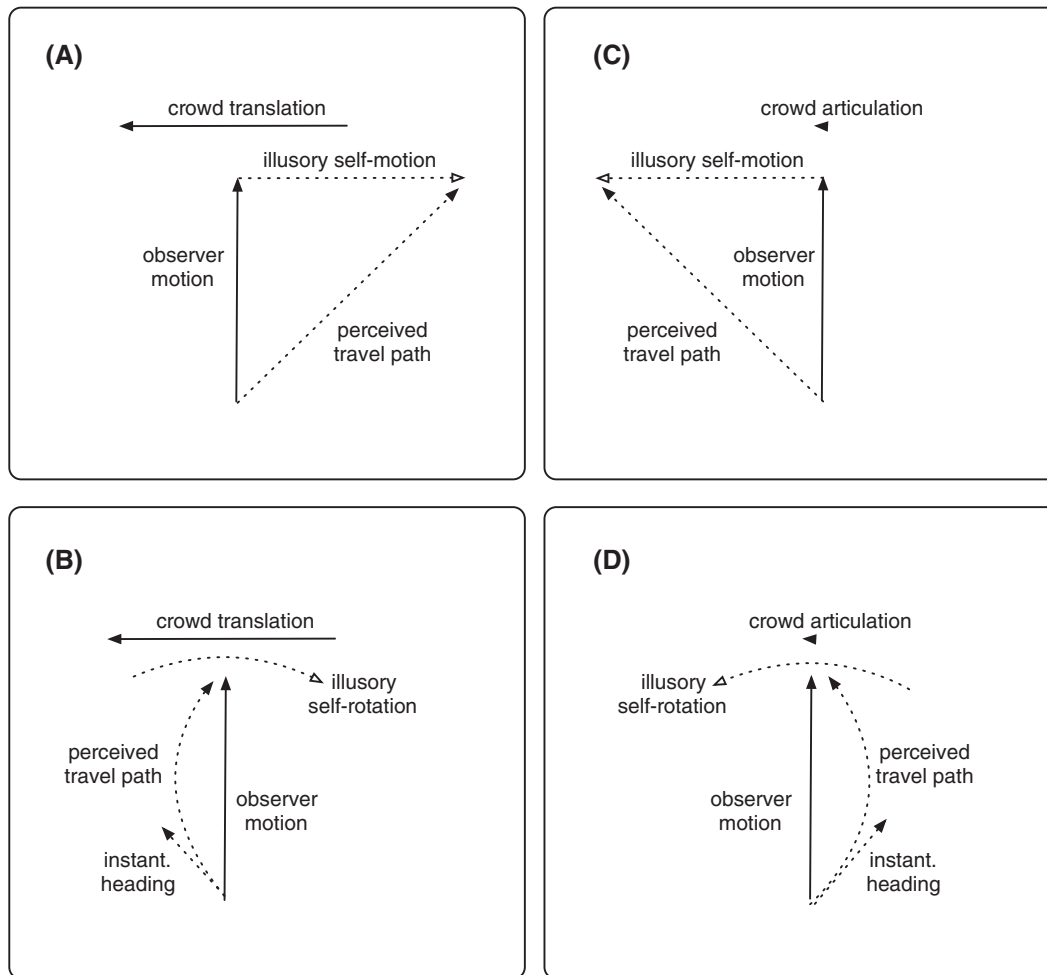 (A)
crowd translation
illusory self-motion
observer
motion
perceived
travel path
(C)
crowd articulation
illusory self-motion
observer
motion
perceived
travel path
(B)
crowd translation
illusory
self-rotation
perceived
travel path
observer
motion
instant.
heading
(D)
crowd articulation
illusory
self-rotation
perceived
travel path
observer
motion
instant.
heading